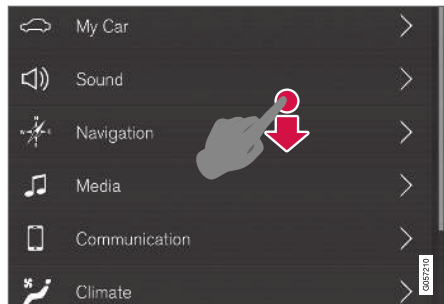 My Car
Sound
Navigation
Media
Communication
Climate
G057210